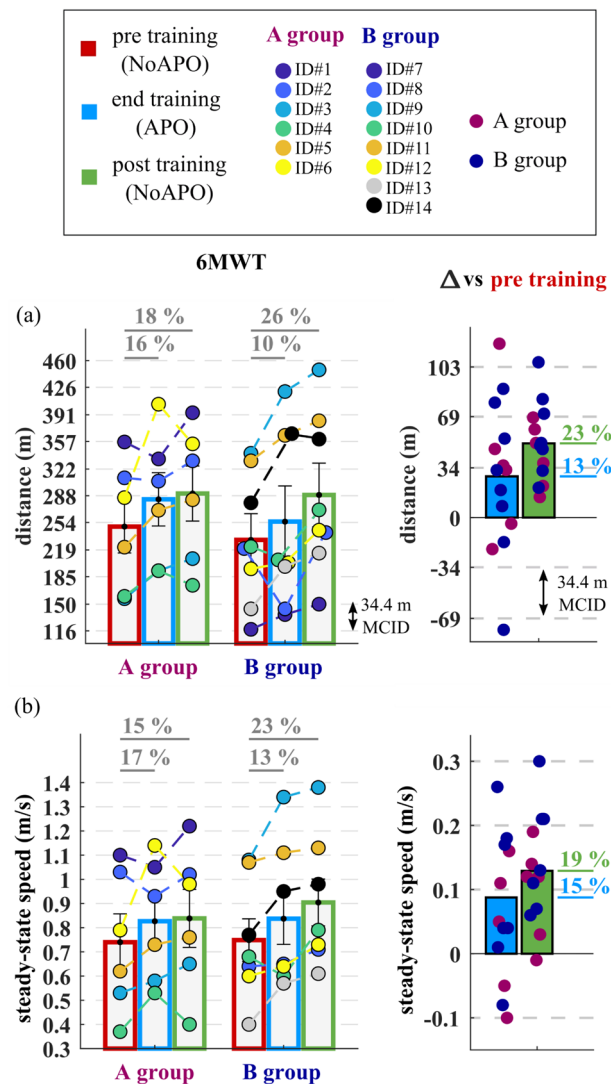 pre training
(NoAPO)
end training
(APO)
post training
(NoAPO)
A group
ID#1
ID#2
ID#3
ID#4
ID#5
ID#6
B group
ID#7
ID#8
ID#9
ID#10
ID#11
ID#12
ID#13
ID#14
A group
B group
6MWT
Δ vs pre training
(a)
18 %
16 %
26 %
10 %
460
426
391
357
322
288
254
219
185
150
116
distance (m)
34.4 m
MCID
A group
B group
103
69
34
0
-34
-69
distance (m)
23 %
13 %
34.4 m
MCID
(b)
15 %
17 %
23 %
13 %
1.4
1.3
1.2
1.1
1
0.9
0.8
0.7
0.6
0.5
0.4
0.3
steady-state speed (m/s)
A group
B group
0.3
0.2
0.1
0
-0.1
steady-state speed (m/s)
19 %
15 %